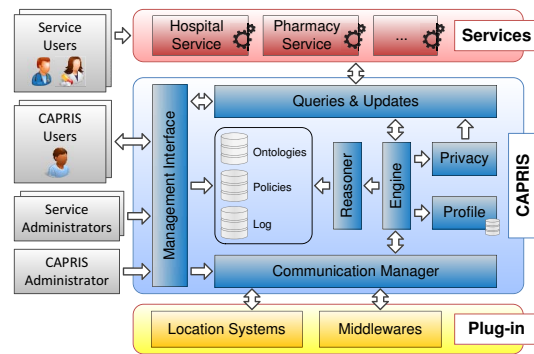 Service
Users
Hospital
Service
Pharmacy
Service
...
Services
CAPRIS
Users
Service
Administrators
CAPRIS
Administrator
Management Interface
Queries & Updates
Ontologies
Policies
Log
Reasoner
Engine
Privacy
Profile
Communication Manager
CAPRIS
Location Systems
Middlewares
Plug-in